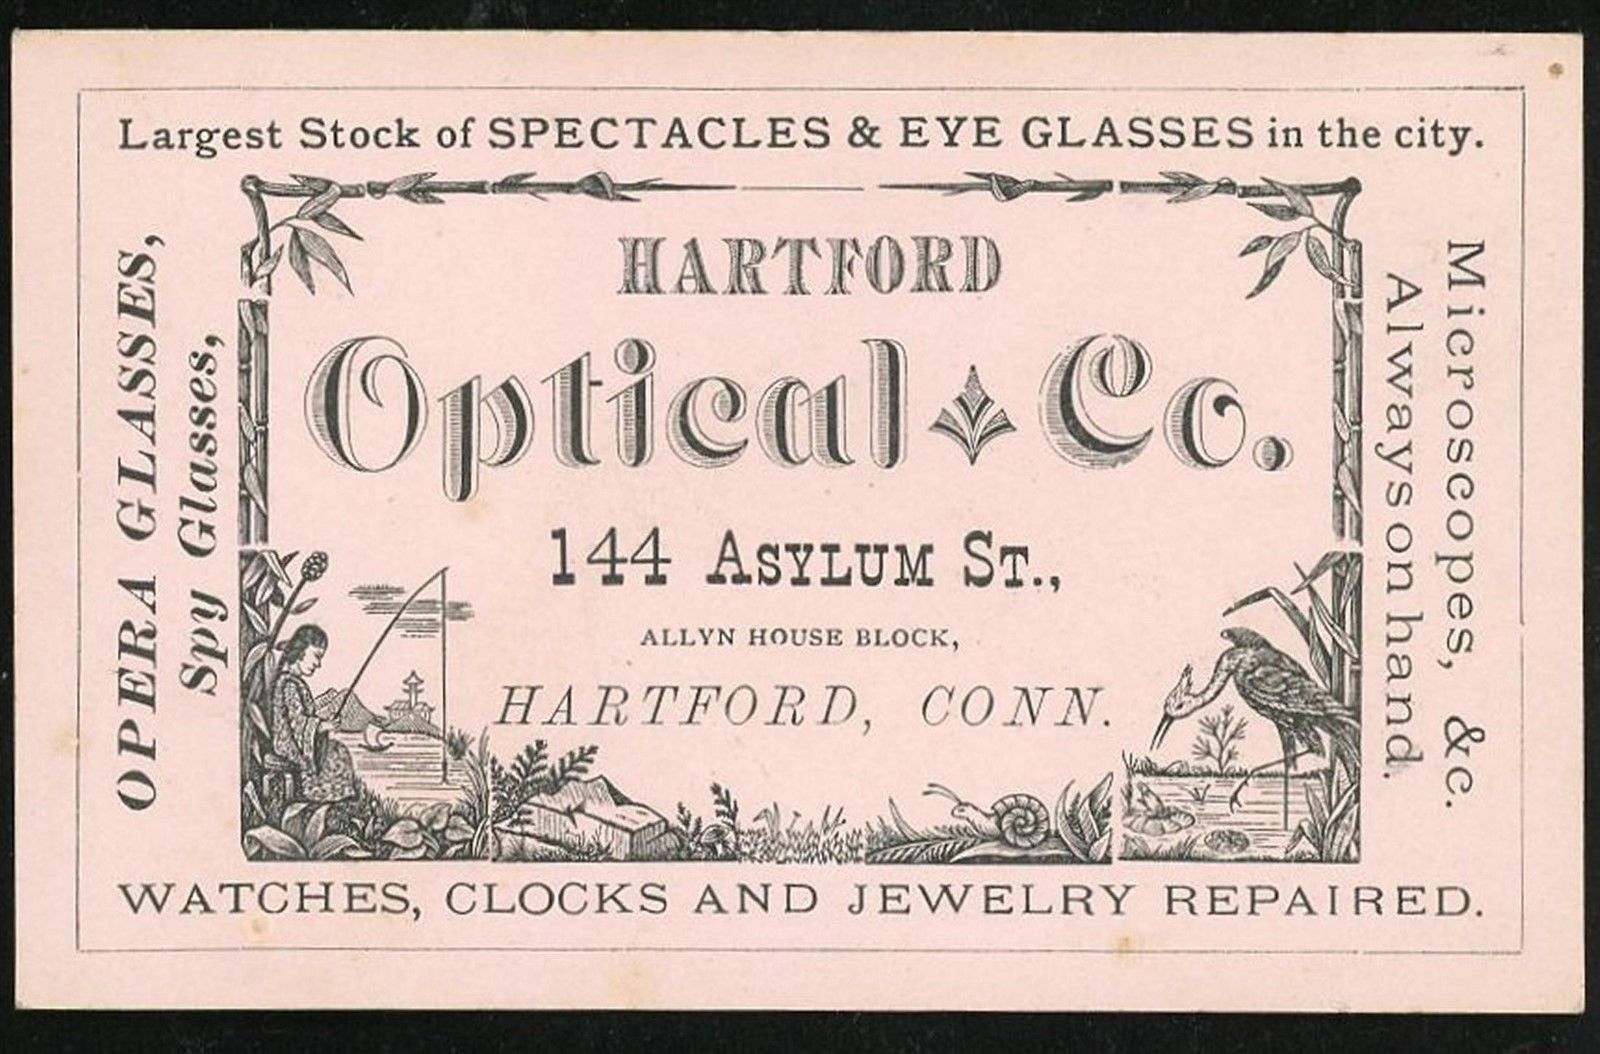 Largest Stock of SPECTACLES & EYE GLASSES in the city.
OPERA GLASSES,
Spy Glasses,
HARTFORD
Optical Co.
144 ASYLUM ST.,
ALLYN HOUSE BLOCK,
HARTFORD, CONN.
Microscopes, &c.
Always on hand.
WATCHES, CLOCKS AND JEWELRY REPAIRED.